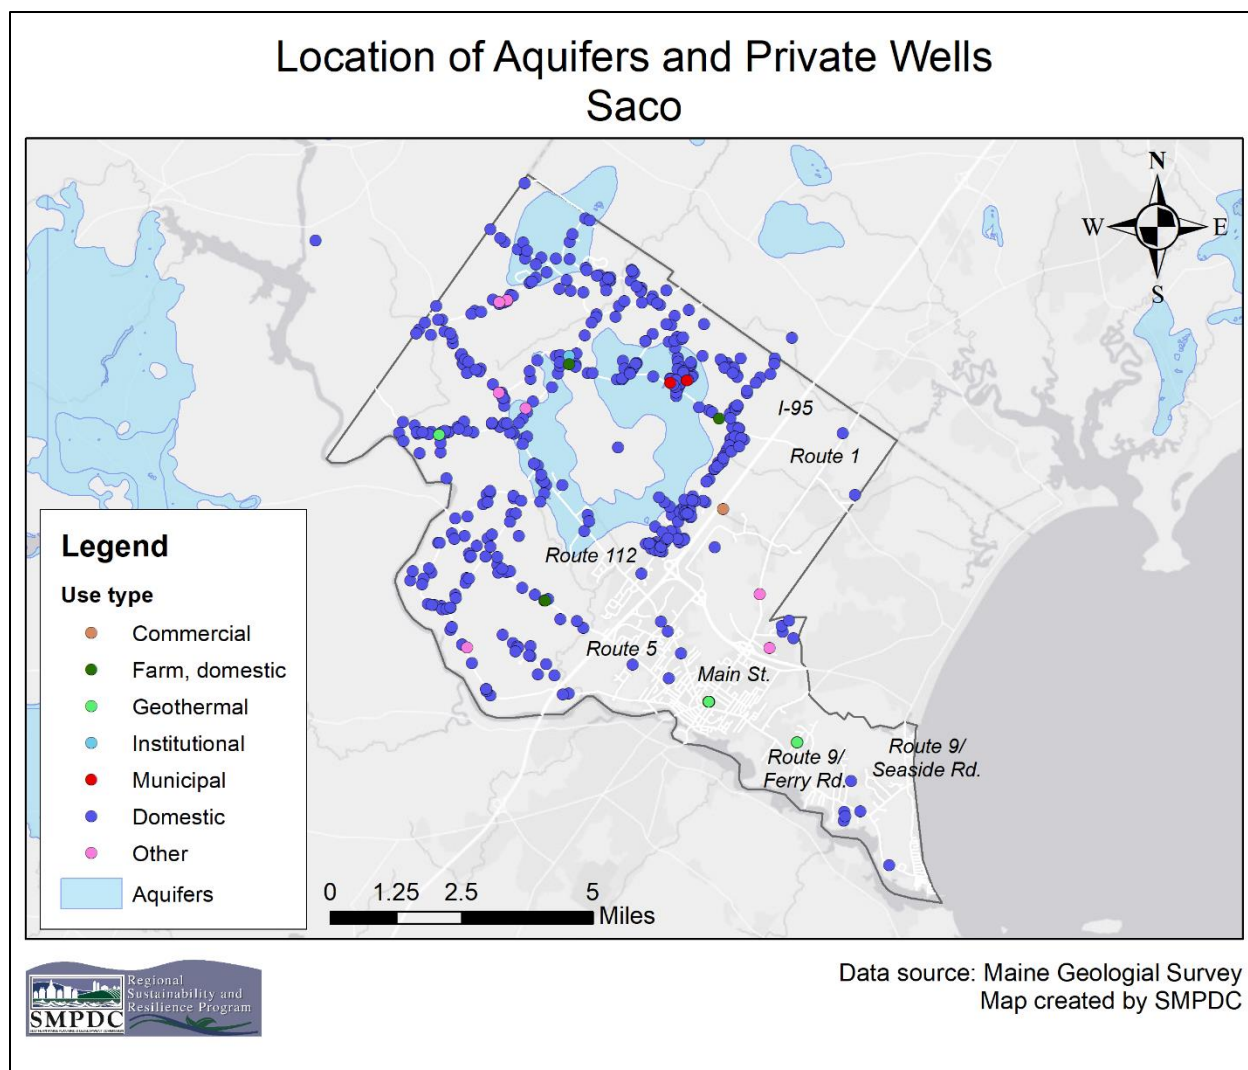 Location of Aquifers and Private Wells
Saco
N
W
E
S
I-95
Route 1
Route 112
Route 5
Main St.
Route 9/
Ferry Rd.
Route 9/
Seaside Rd.
Legend
Use type
Commercial
Farm, domestic
Geothermal
Institutional
Municipal
Domestic
Other
Aquifers
0 1.25 2.5 5
Miles
SMPDC
Regional
Sustainability and
Resilience Program
Data source: Maine Geologial Survey
Map created by SMPDC